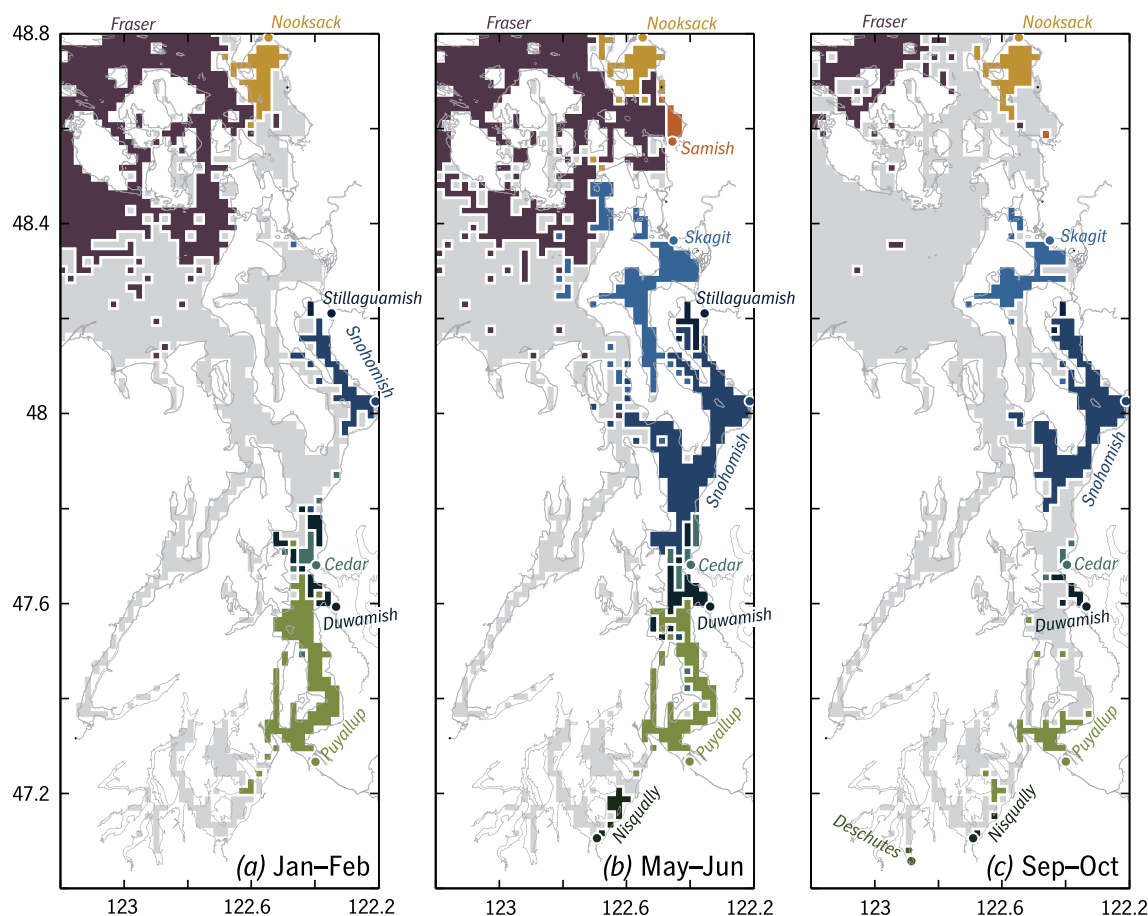 Fraser
Nooksack
Fraser
Nooksack
Nooksack
48.8
Samish
48.4
Skagit
Skagit
Stillaguamish
Stillaguamish
Snohomish
48
Snohomish
Snohomish
Cedar
Cedar
Cedar
47.6
Duwamish
Duwamish
Duwamish
Puyallup
Puyallup
Puyallup
47.2
Nisqually
Nisqually
Deschutes
(a) Jan–Feb
(b) May–Jun
(c) Sep–Oct
123
122.6
122.2
123
122.6
122.2
123
122.6
122.2